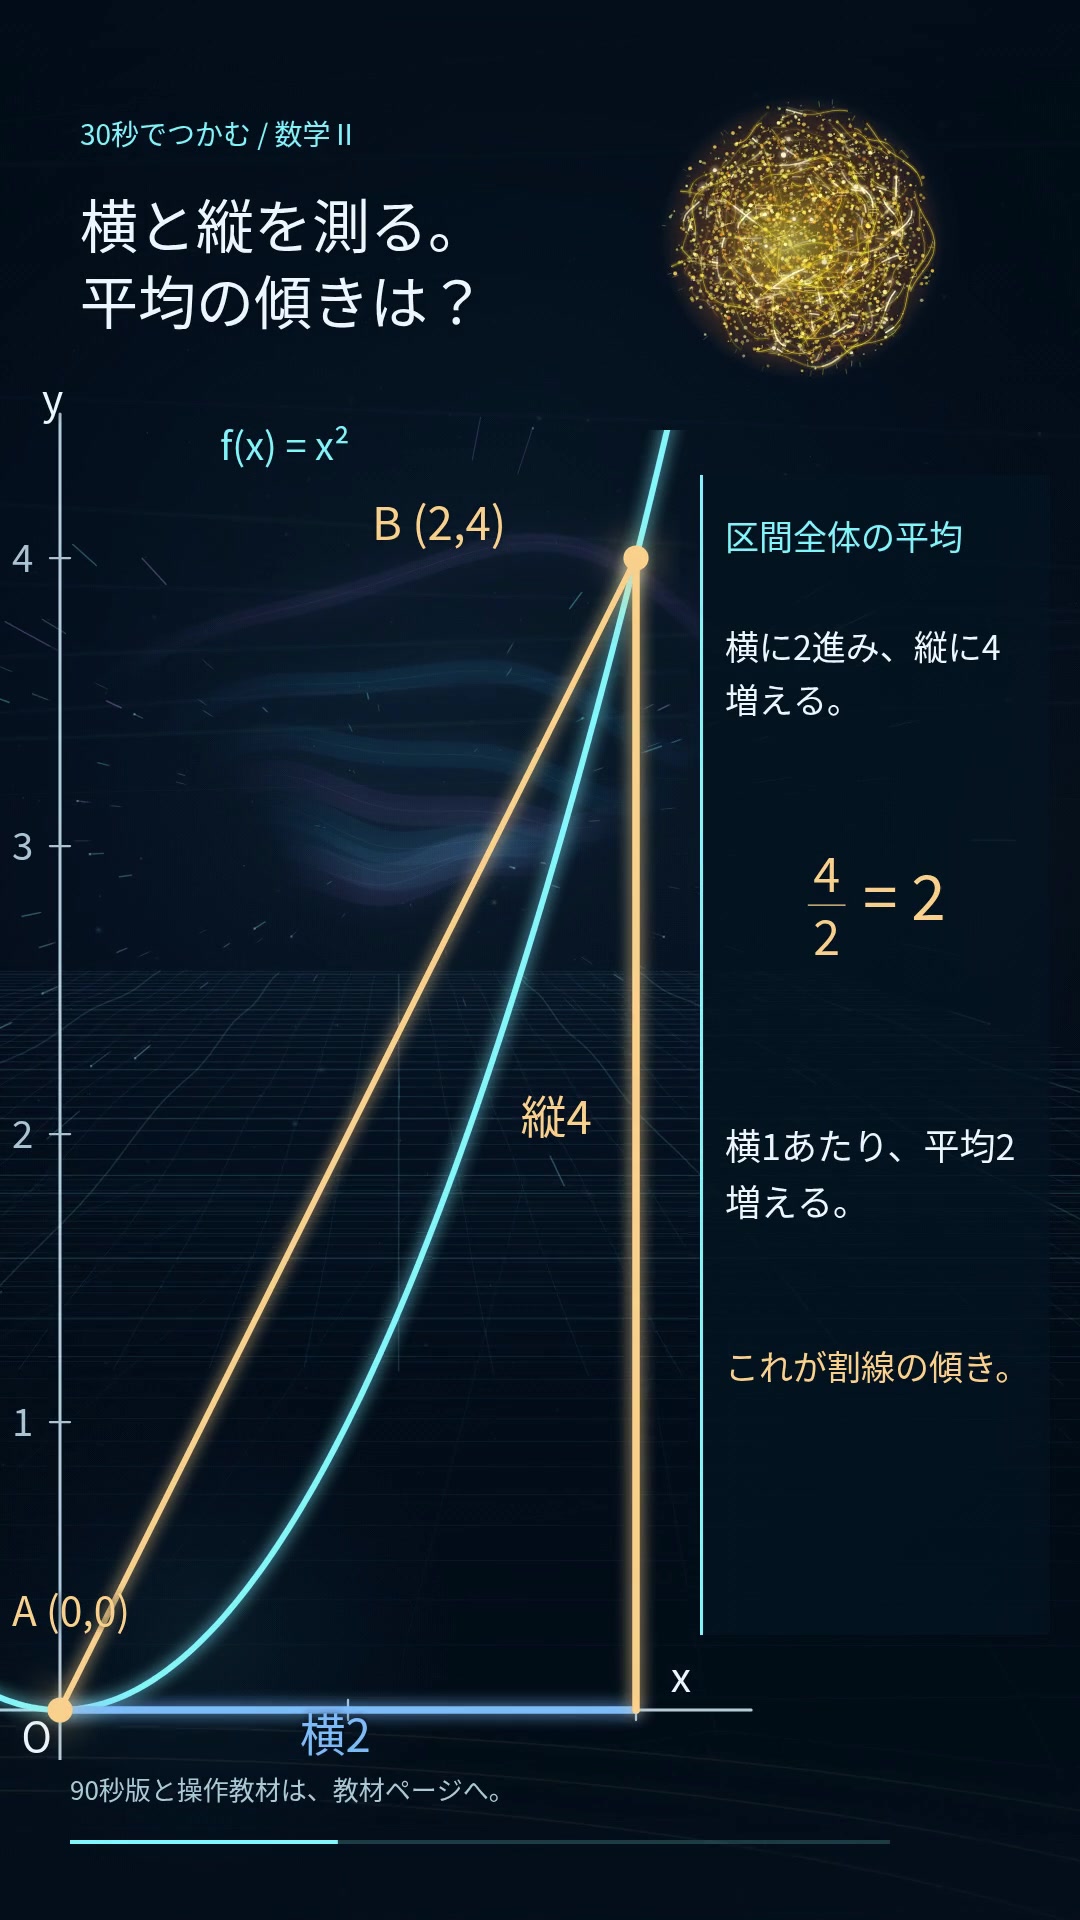 30秒でつかむ / 数学Ⅱ
横と縦を測る。
平均の傾きは？
y
f(x) = x²
B (2,4)
4
3
2
1
縦4
A (0,0)
O
横2
x
区間全体の平均
横に2進み、縦に4
増える。
4/2 = 2
横1あたり、平均2
増える。
これが割線の傾き。
90秒版と操作教材は、教材ページへ。